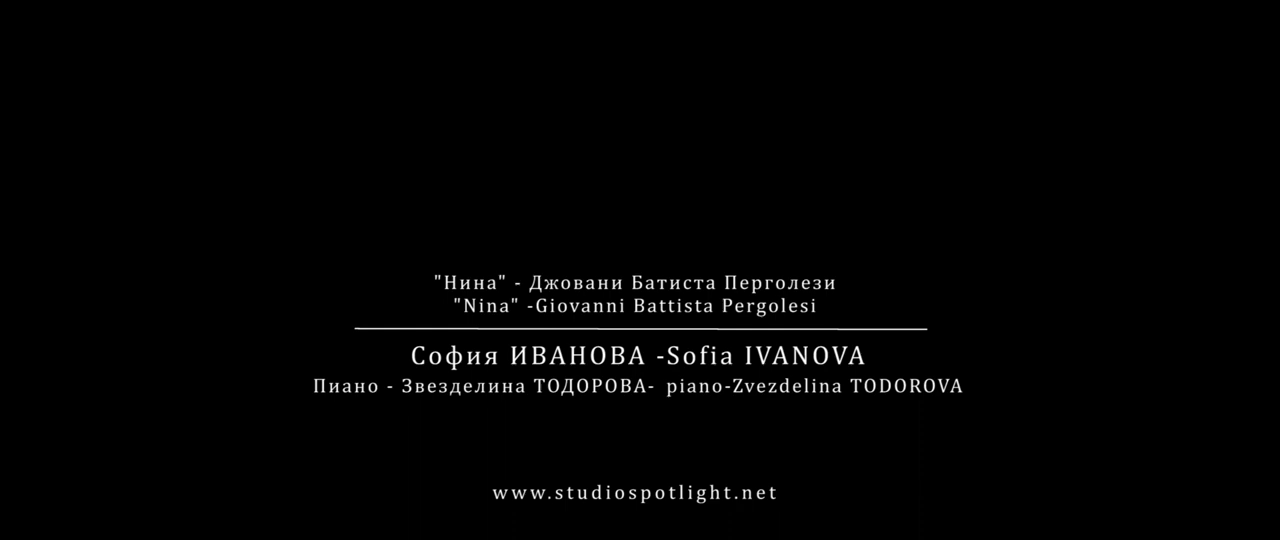 "Нина" - Джовани Батиста Перголези
"Nina" -Giovanni Battista Pergolesi
София ИВАНОВА -Sofia IVANOVA
Пиано - Звезделина ТОДОРОВА- piano-Zvezdelina TODOROVA
www.studiospotlight.net